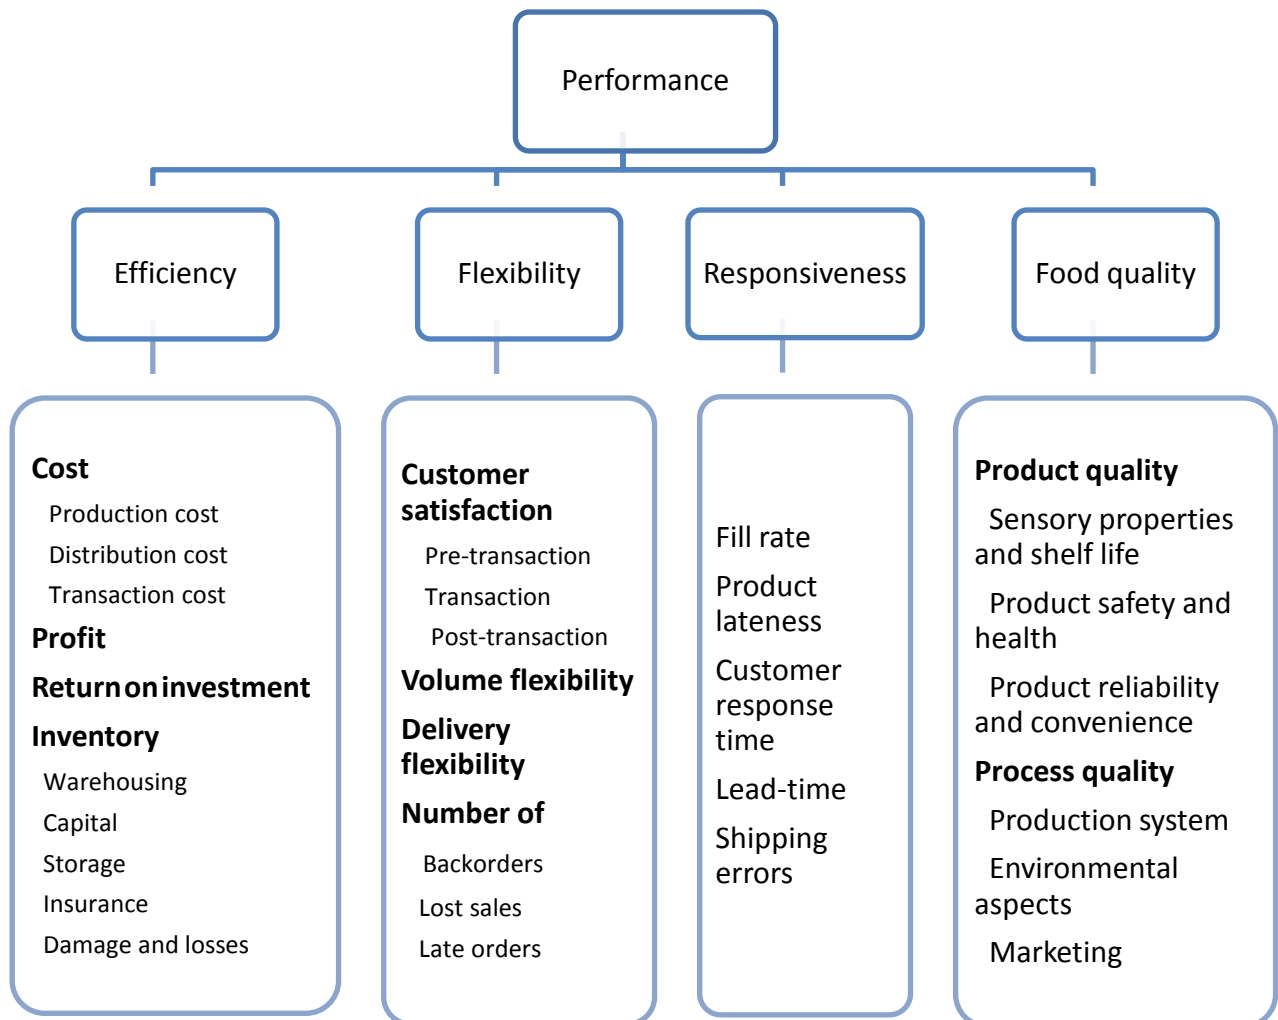 Performance
Efficiency
Flexibility
Responsiveness
Food quality
Cost
Production cost
Distribution cost
Transaction cost
Profit
Return on investment
Inventory
Warehousing
Capital
Storage
Insurance
Damage and losses
Customer
satisfaction
Pre-transaction
Transaction
Post-transaction
Volume flexibility
Delivery
flexibility
Number of
Backorders
Lost sales
Late orders
Fill rate
Product
lateness
Customer
response
time
Lead-time
Shipping
errors
Product quality
Sensory properties
and shelf life
Product safety and
health
Product reliability
and convenience
Process quality
Production system
Environmental
aspects
Marketing